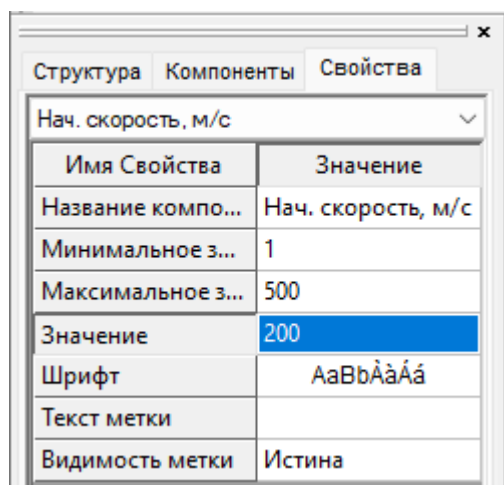 Структура Компоненты Свойства
Нач. скорость, м/с
Имя Свойства Значение
Название компо... Нач. скорость, м/с
Минимальное з... 1
Максимальное з... 500
Значение 200
Шрифт AaBbÀàÁá
Текст метки
Видимость метки Истина